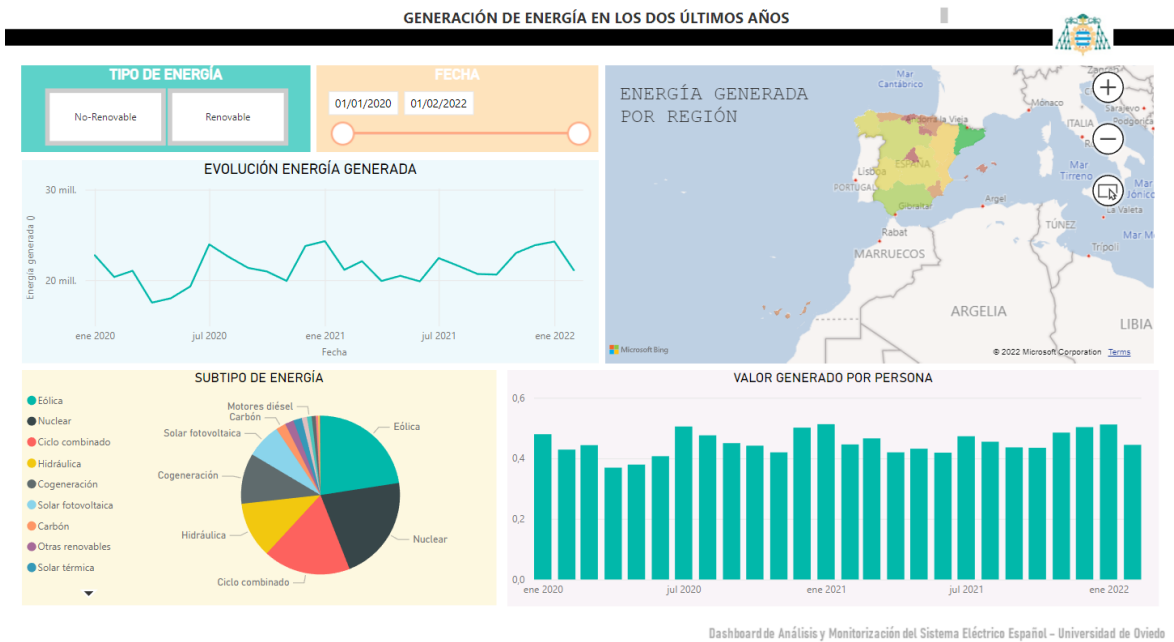 GENERACIÓN DE ENERGÍA EN LOS DOS ÚLTIMOS AÑOS
TIPO DE ENERGÍA
No-Renovable
Renovable
FECHA
01/01/2020
01/02/2022
ENERGÍA GENERADA
POR REGIÓN
Mar
Cantábrico
Zagreb
Mónaco
Sarajevo
Podgorica
ITALIA
la Vieja
ESPAÑA
Lisboa
PORTUGAL
Gibraltar
Mar
Tirreno
Mar
Jónico
Argel
La Valeta
TÚNEZ
Rabat
Mar M
Trípoli
MARRUECOS
ARGELIA
LIBIA
Microsoft Bing
© 2022 Microsoft Corporation
Terms
EVOLUCIÓN ENERGÍA GENERADA
Energía generada 0
30 mill.
20 mill.
ene 2020
jul 2020
ene 2021
jul 2021
ene 2022
Fecha
SUBTIPO DE ENERGÍA
Eólica
Nuclear
Ciclo combinado
Hidráulica
Cogeneración
Solar fotovoltaica
Carbón
Otras renovables
Solar térmica
Motores diésel
Carbón
Solar fotovoltaica
Cogeneración
Hidráulica
Ciclo combinado
Eólica
Nuclear
VALOR GENERADO POR PERSONA
0,6
0,4
0,2
0,0
ene 2020
jul 2020
ene 2021
jul 2021
ene 2022
Dashboard de Análisis y Monitorización del Sistema Eléctrico Español - Universidad de Oviedo